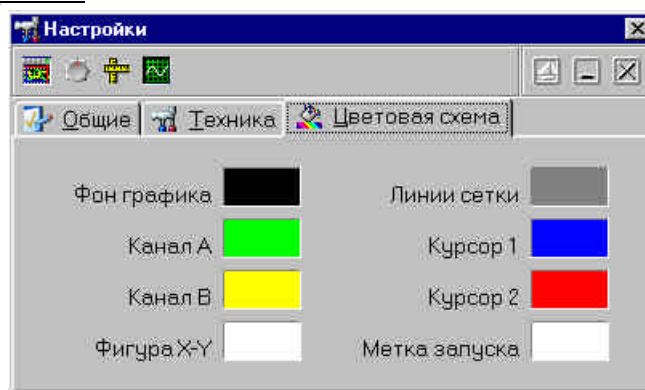 Настройки
Общие Техника Цветовая схема
Фон графика Линии сетки
Канал A Курсор 1
Канал B Курсор 2
Фигура X-Y Метка запуска